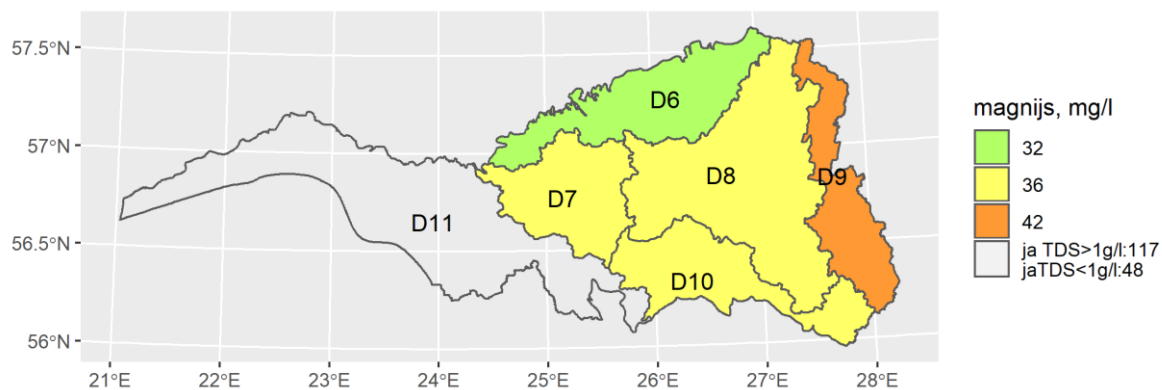 57.5°N
57°N
56.5°N
56°N
21°E
22°E
23°E
24°E
25°E
26°E
27°E
28°E
D6
D8
D9
D7
D11
D10
magnijs, mg/l
32
36
42
ja TDS>1g/l:117
jaTDS<1g/l:48